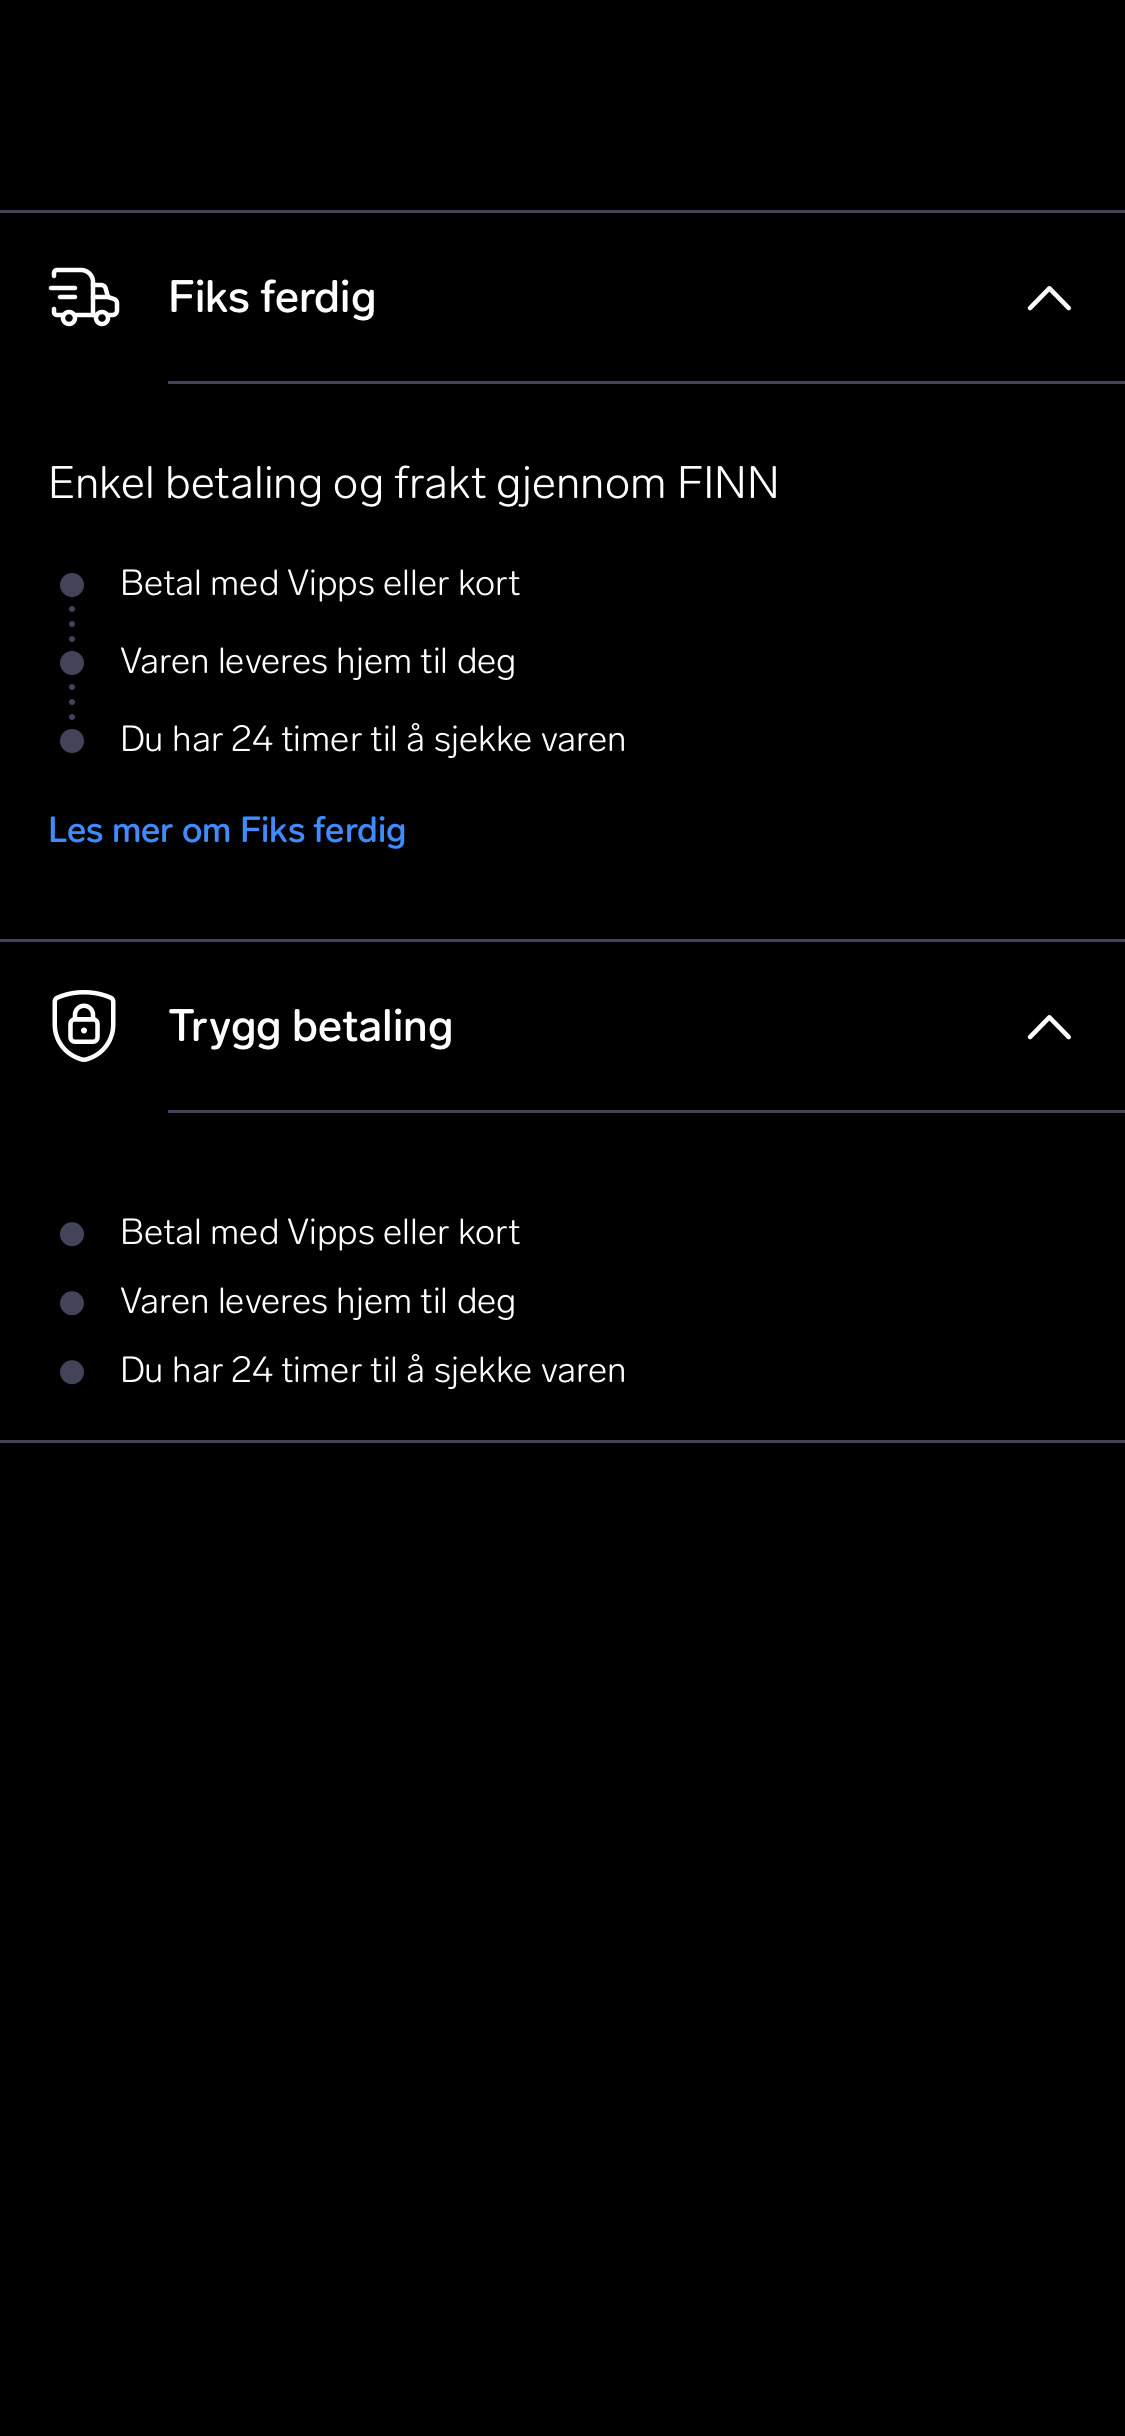 Fiks ferdig
Enkel betaling og frakt gjennom FINN
Betal med Vipps eller kort
Varen leveres hjem til deg
Du har 24 timer til å sjekke varen
Les mer om Fiks ferdig
Trygg betaling
Betal med Vipps eller kort
Varen leveres hjem til deg
Du har 24 timer til å sjekke varen